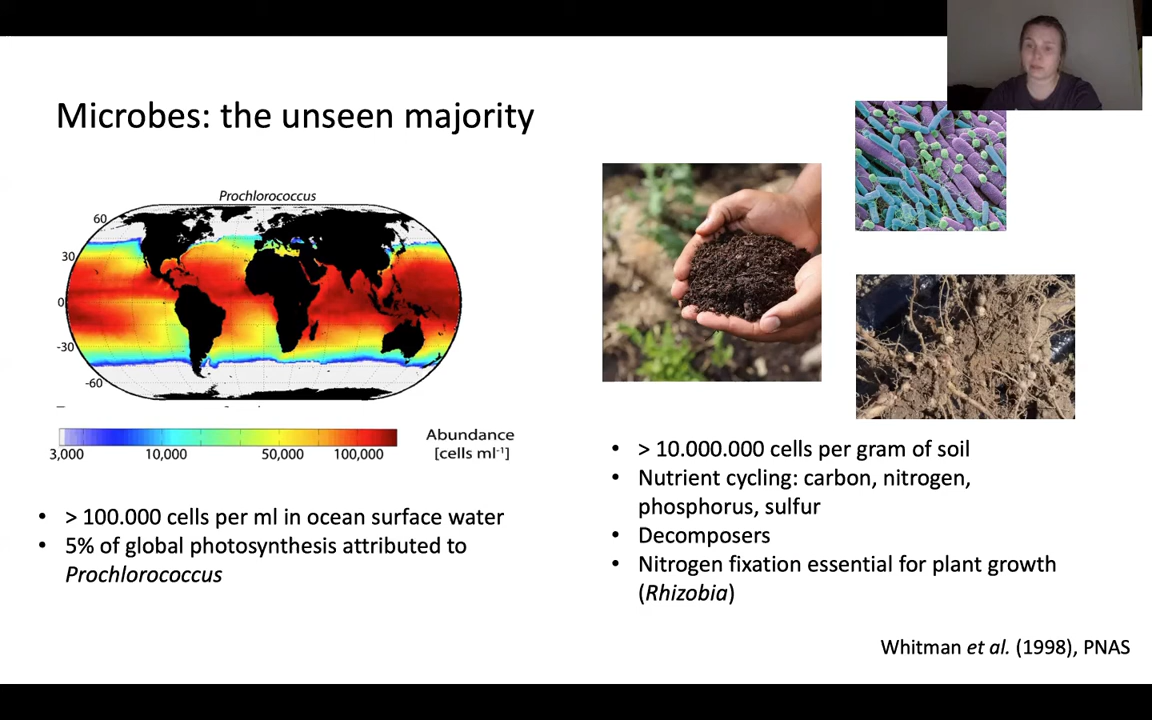 Microbes: the unseen majority
Prochlorococcus
60
30
0
-30
-60
3,000
10,000
50,000
100,000
Abundance
[cells ml⁻¹]
• > 100.000 cells per ml in ocean surface water
• 5% of global photosynthesis attributed to
Prochlorococcus
• > 10.000.000 cells per gram of soil
• Nutrient cycling: carbon, nitrogen,
phosphorus, sulfur
• Decomposers
• Nitrogen fixation essential for plant growth
(Rhizobia)
Whitman et al. (1998), PNAS